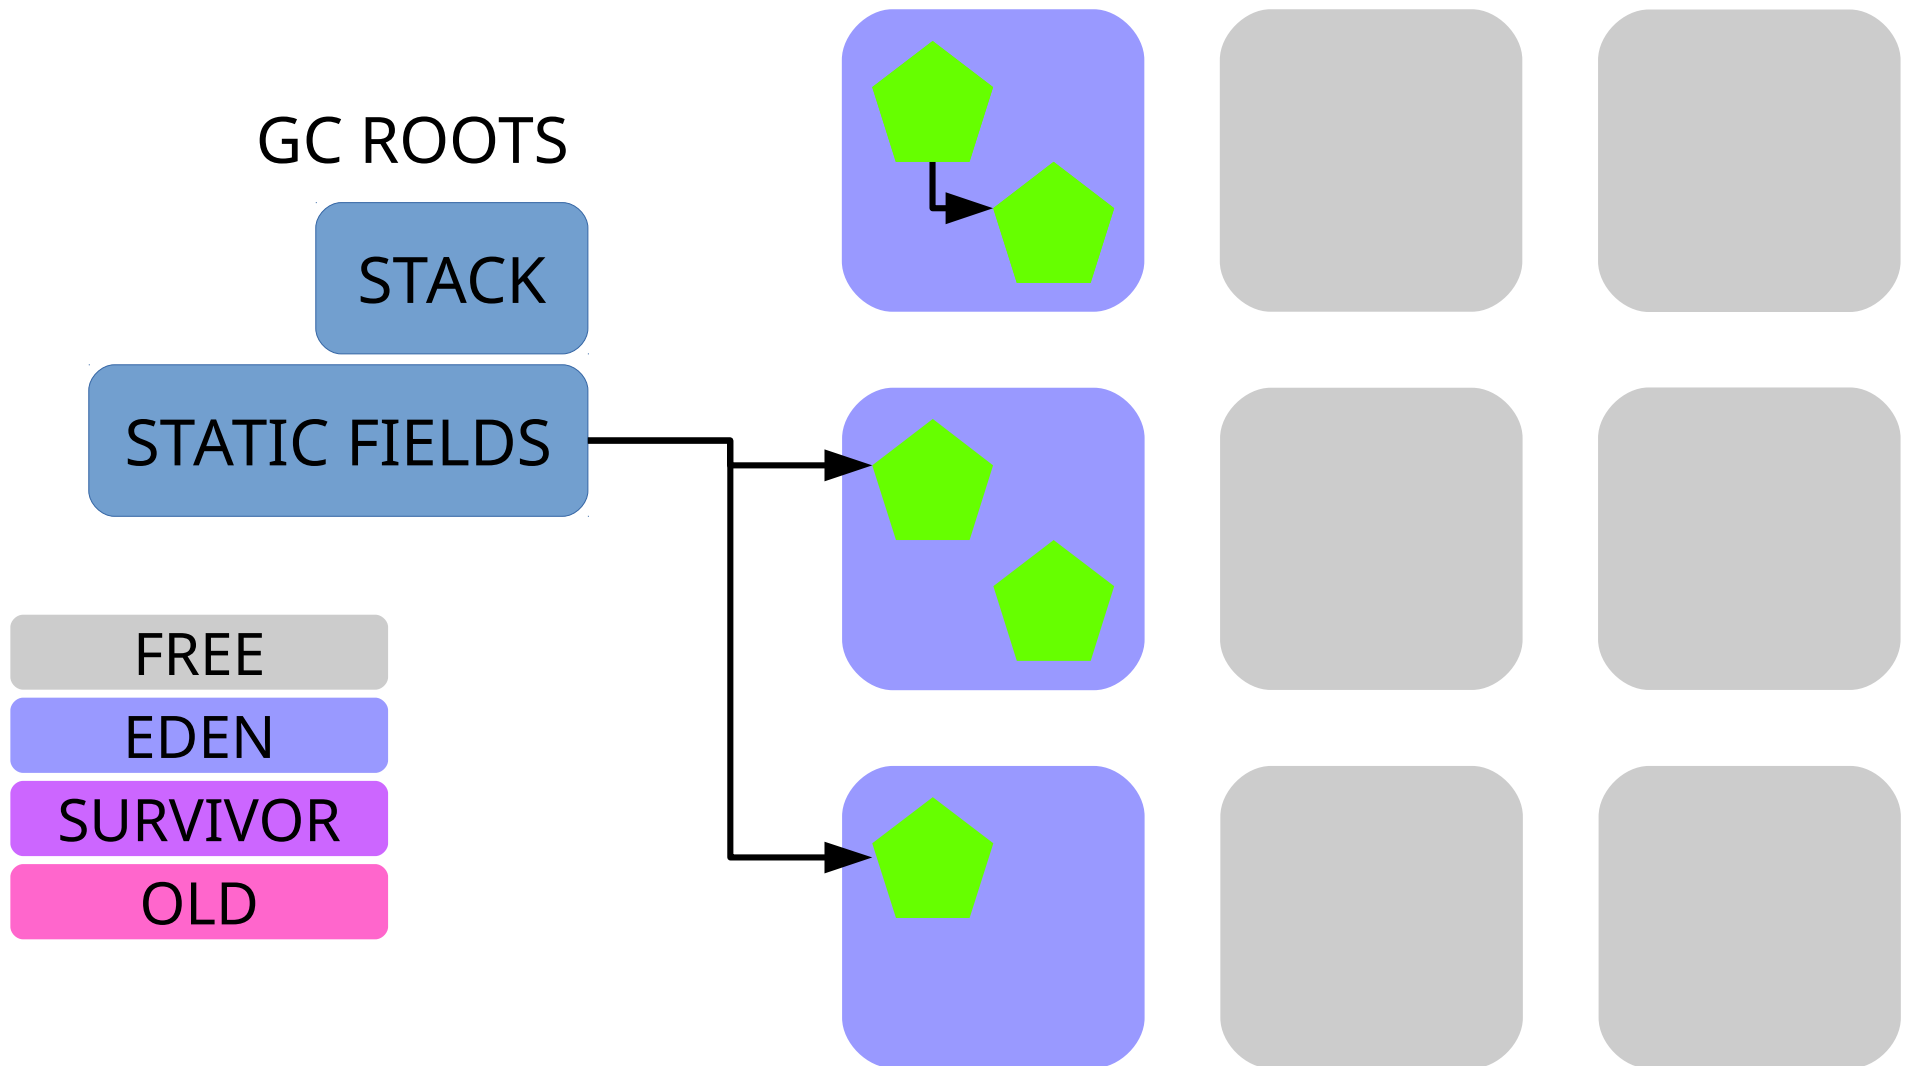 GC ROOTS
STACK
STATIC FIELDS
FREE
EDEN
SURVIVOR
OLD